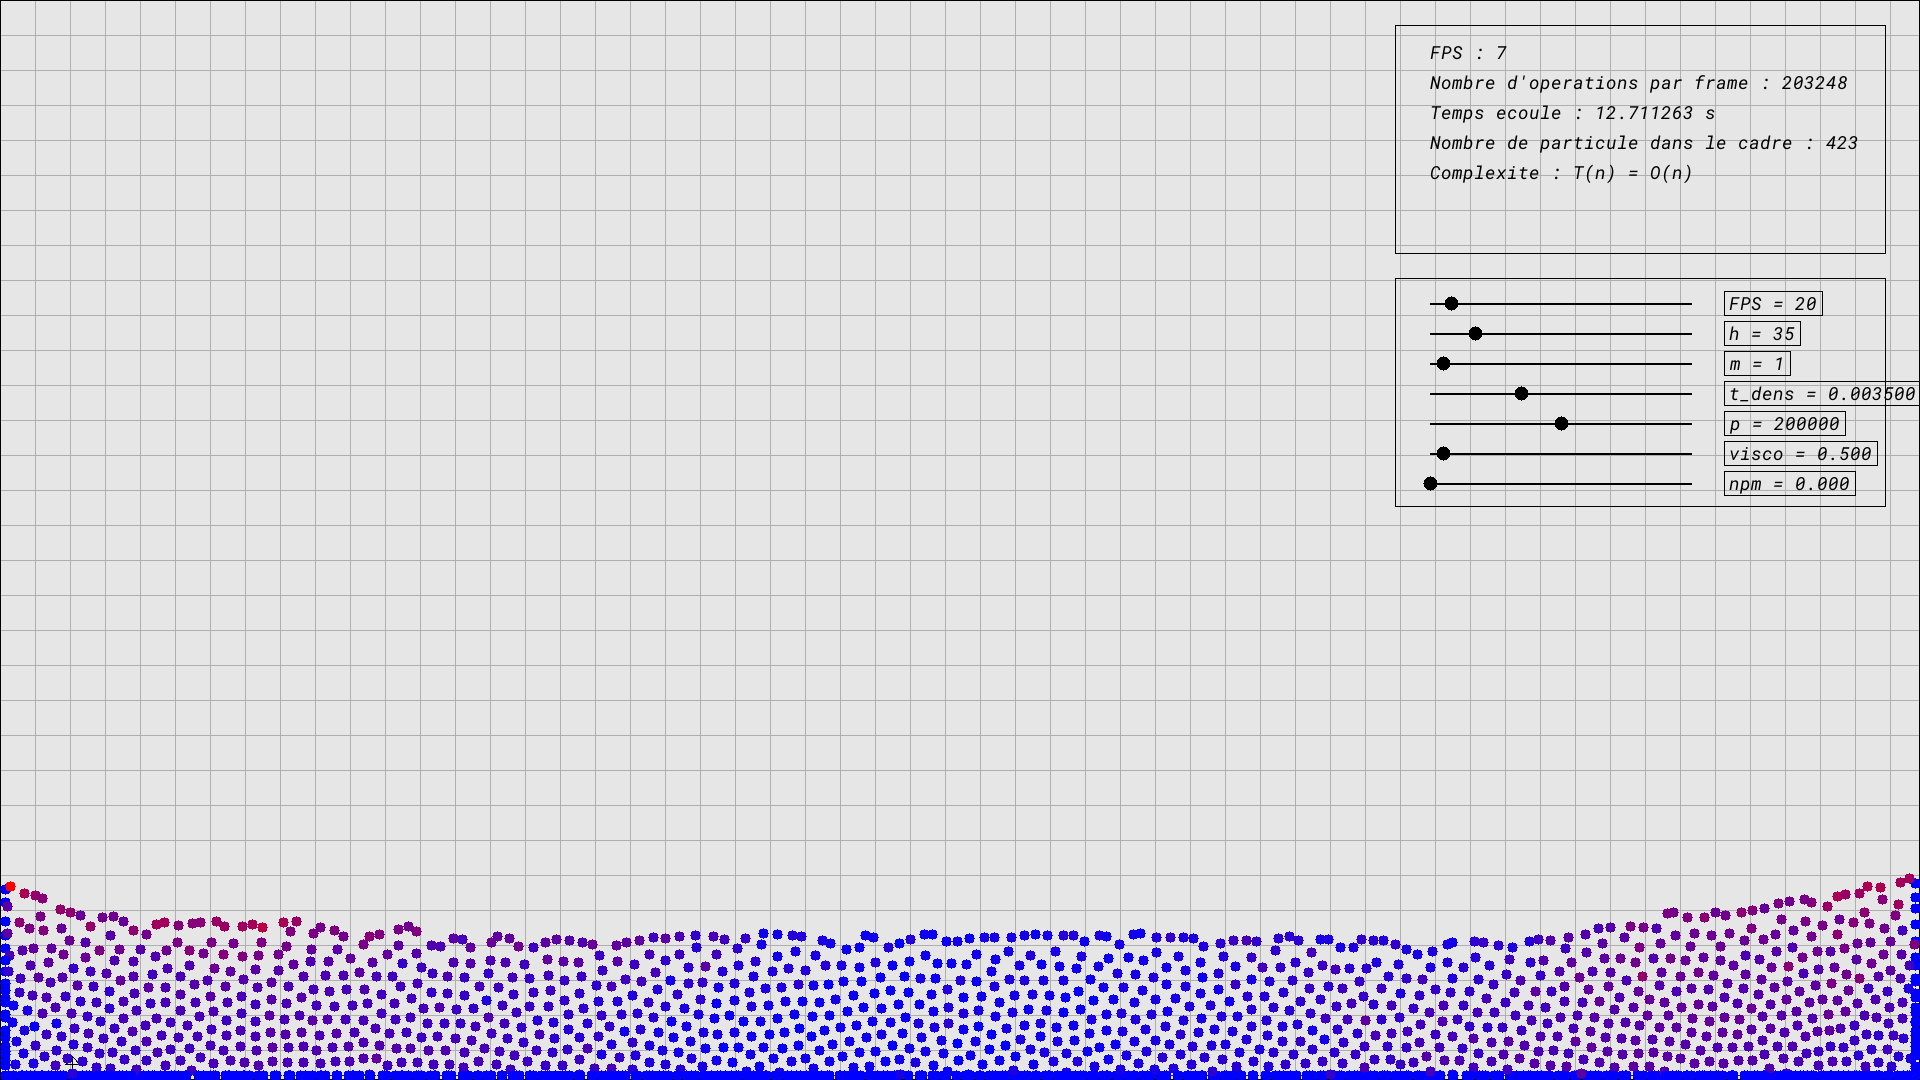 FPS : 7
Nombre d'operations par frame : 203248
Temps ecoule : 12.711263 s
Nombre de particule dans le cadre : 423
Complexite : T(n) = O(n)
FPS = 20
h = 35
m = 1
t_dens = 0.003500
p = 200000
visco = 0.500
npm = 0.000